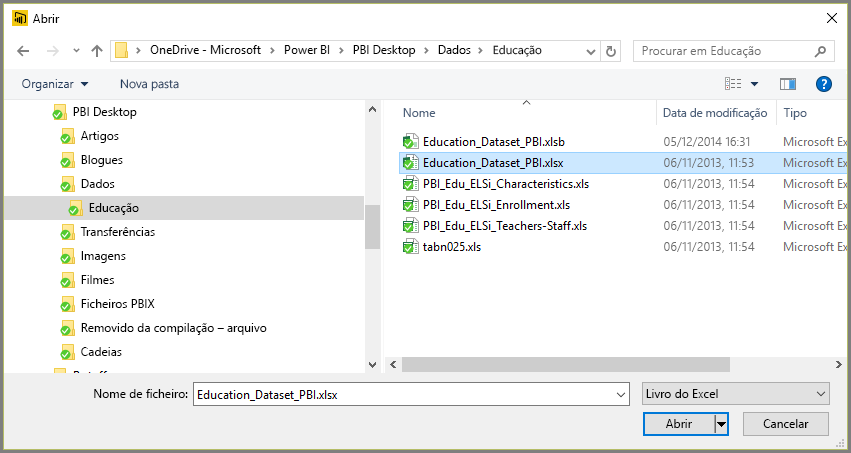 Abrir
OneDrive - Microsoft > Power BI > PBI Desktop > Dados > Educação
Procurar em Educação
Organizar
Nova pasta
?
PBI Desktop
Artigos
Blogues
Dados
Educação
Transferências
Imagens
Filmes
Ficheiros PBIX
Removido da compilação – arquivo
Cadeias
Nome Data de modificação Tipo
Education_Dataset_PBI.xlsb 05/12/2014 16:31 Microsoft Ex
Education_Dataset_PBI.xlsx 06/11/2013, 11:53 Microsoft Ex
PBI_Edu_ELSi_Characteristics.xls 06/11/2013, 11:54 Microsoft Ex
PBI_Edu_ELSi_Enrollment.xls 06/11/2013, 11:54 Microsoft Ex
PBI_Edu_ELSi_Teachers-Staff.xls 06/11/2013, 11:54 Microsoft Ex
tabn025.xls 06/11/2013, 11:54 Microsoft Ex
Nome de ficheiro: Education_Dataset_PBI.xlsx
Livro do Excel
Abrir
Cancelar